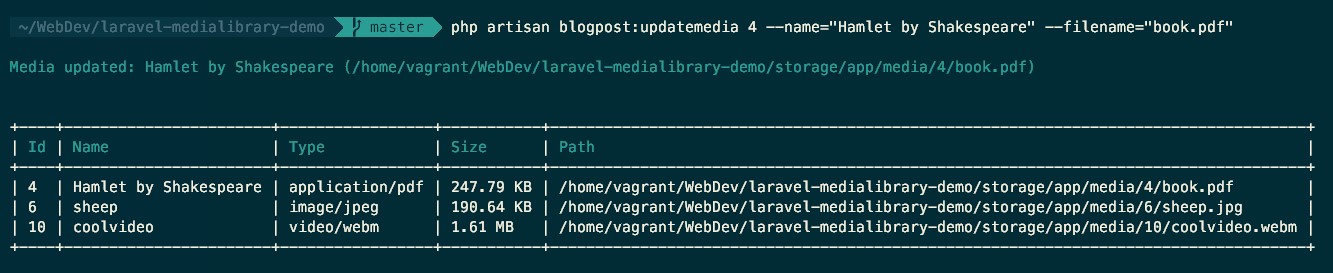 ~/WebDev/laravel-medialibrary-demo master php artisan blogpost:updatemedia 4 --name="Hamlet by Shakespeare" --filename="book.pdf"
Media updated: Hamlet by Shakespeare (/home/vagrant/WebDev/laravel-medialibrary-demo/storage/app/media/4/book.pdf)
| Id | Name | Type | Size | Path |
| 4 | Hamlet by Shakespeare | application/pdf | 247.79 KB | /home/vagrant/WebDev/laravel-medialibrary-demo/storage/app/media/4/book.pdf |
| 6 | sheep | image/jpeg | 190.64 KB | /home/vagrant/WebDev/laravel-medialibrary-demo/storage/app/media/6/sheep.jpg |
| 10 | coolvideo | video/webm | 1.61 MB | /home/vagrant/WebDev/laravel-medialibrary-demo/storage/app/media/10/coolvideo.webm |